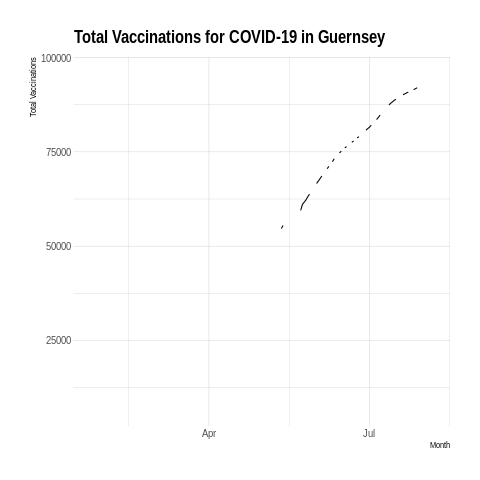 Total Vaccinations for COVID-19 in Guernsey
Total Vaccinations
100000
75000
50000
25000
Apr
Jul
Month